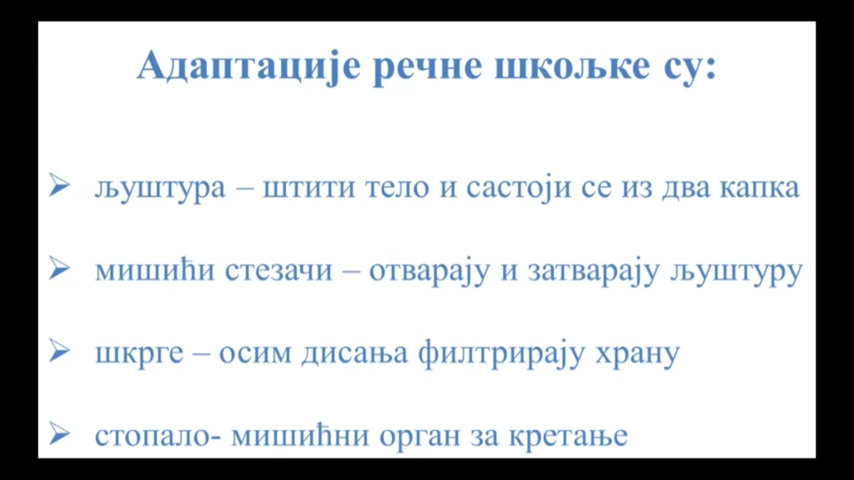 Адаптације речне шкољке су:
љуштура – штити тело и састоји се из два капка
мишићи стезачи – отварају и затварају љуштуру
шкрге – осим дисања филтрирају храну
стопало- мишићни орган за кретање